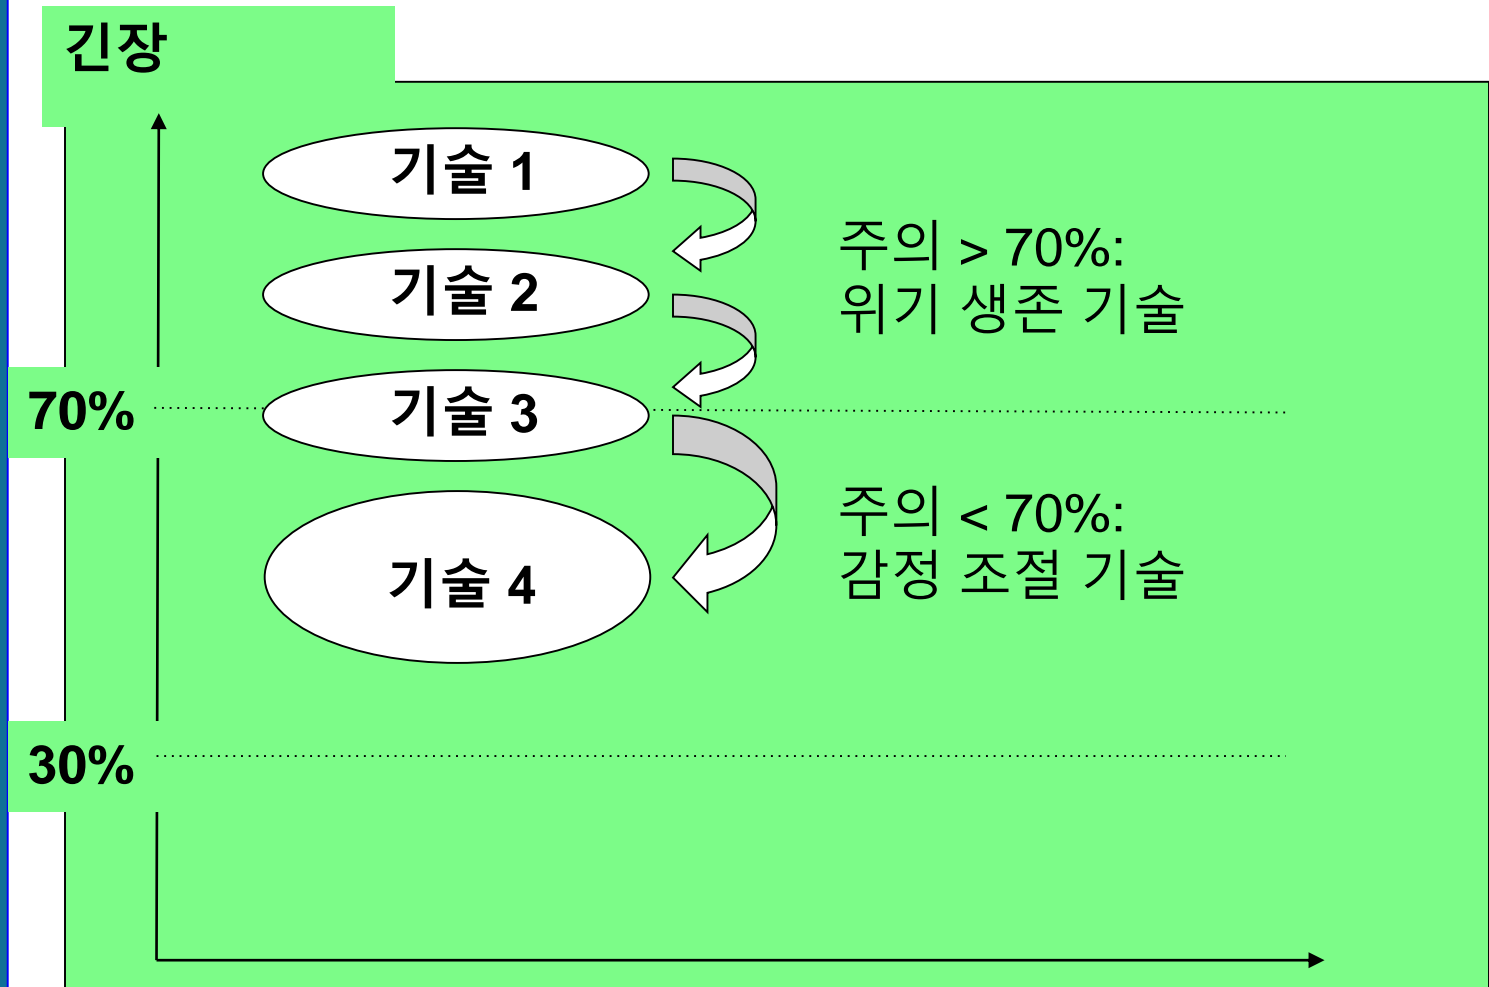 긴장
기술 1
기술 2
주의 > 70%:
위기 생존 기술
70%
기술 3
기술 4
주의 < 70%:
감정 조절 기술
30%